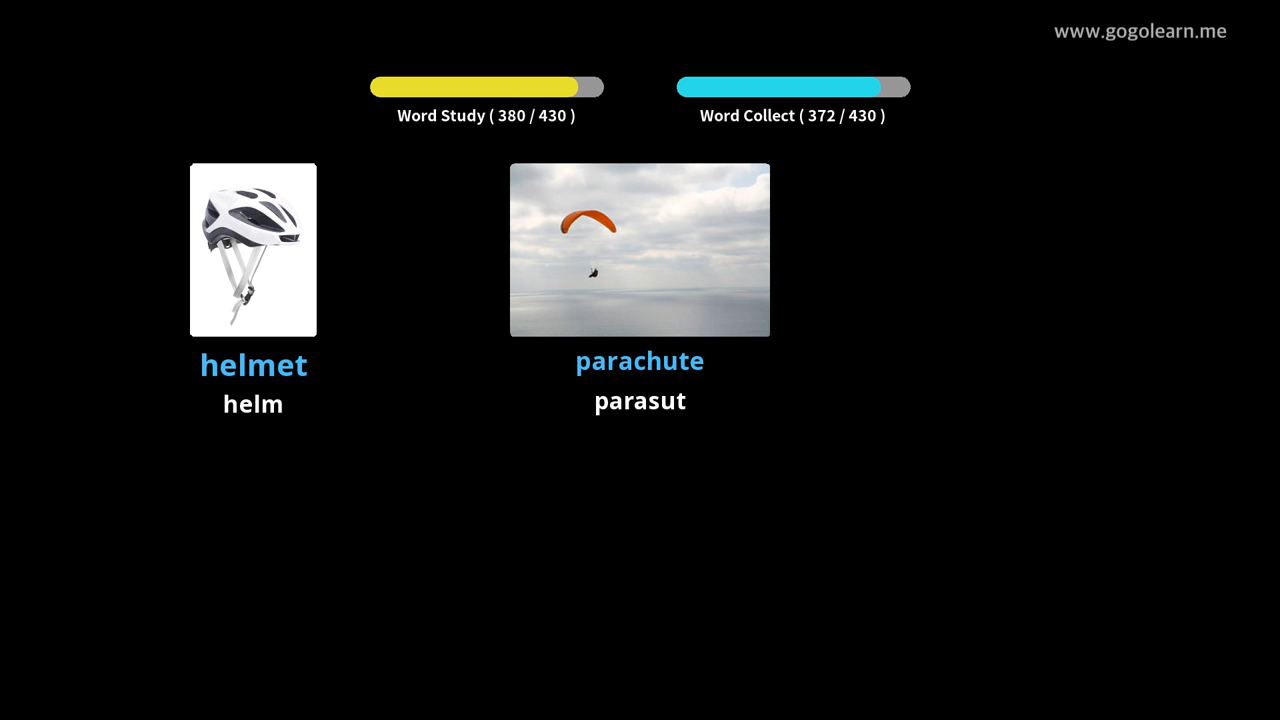 www.gogolearn.me
Word Study ( 380 / 430 )
Word Collect ( 372 / 430 )
helmet
helm
parachute
parasut